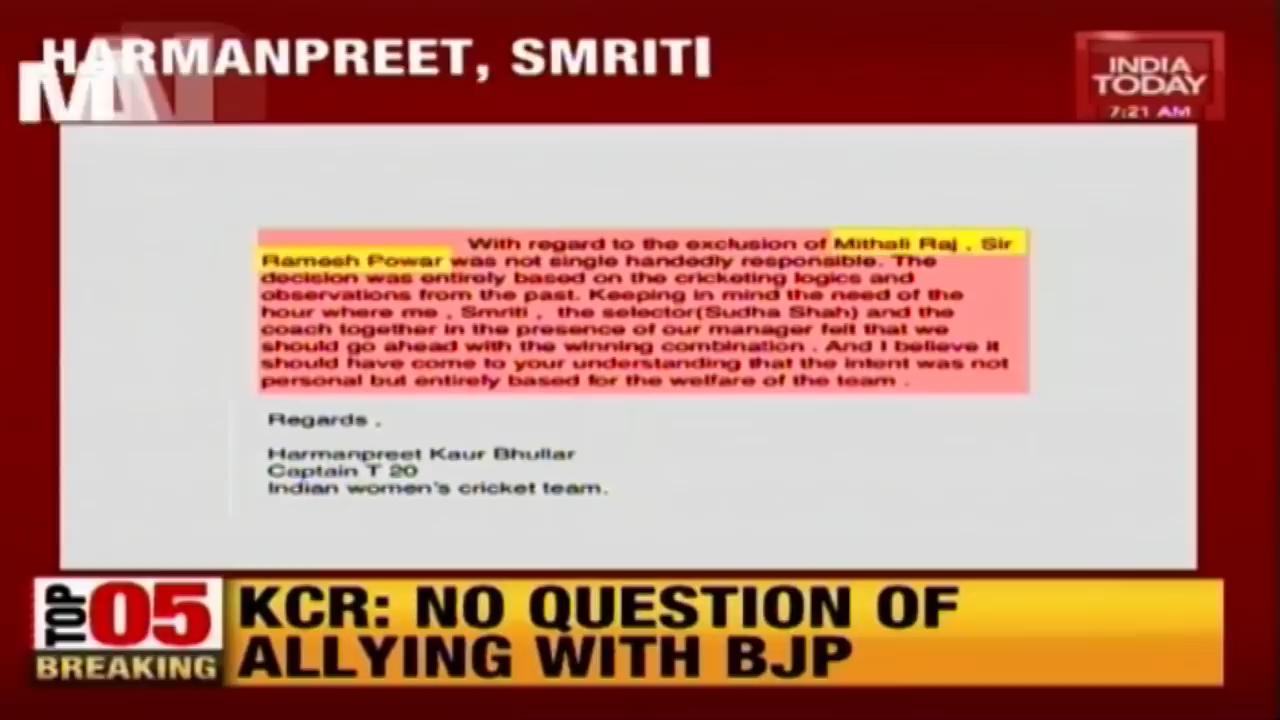 HARMANPREET, SMRITI
INDIA
TODAY
7:21 AM
With regard to the exclusion of Mithali Raj , Sir
Ramesh Powar was not single handedly responsible. The
decision was entirely based on the cricketing logics and
observations from the past. Keeping in mind the need of the
hour where me , Smriti , the selector(Sudha Shah) and the
coach together in the presence of our manager felt that we
should go ahead with the winning combination . And I believe it
should have come to your understanding that the intent was not
personal but entirely based for the welfare of the team .
Regards ,
Harmanpreet Kaur Bhullar
Captain T 20
Indian women's cricket team.
TOP 05
BREAKING
KCR: NO QUESTION OF
ALLYING WITH BJP